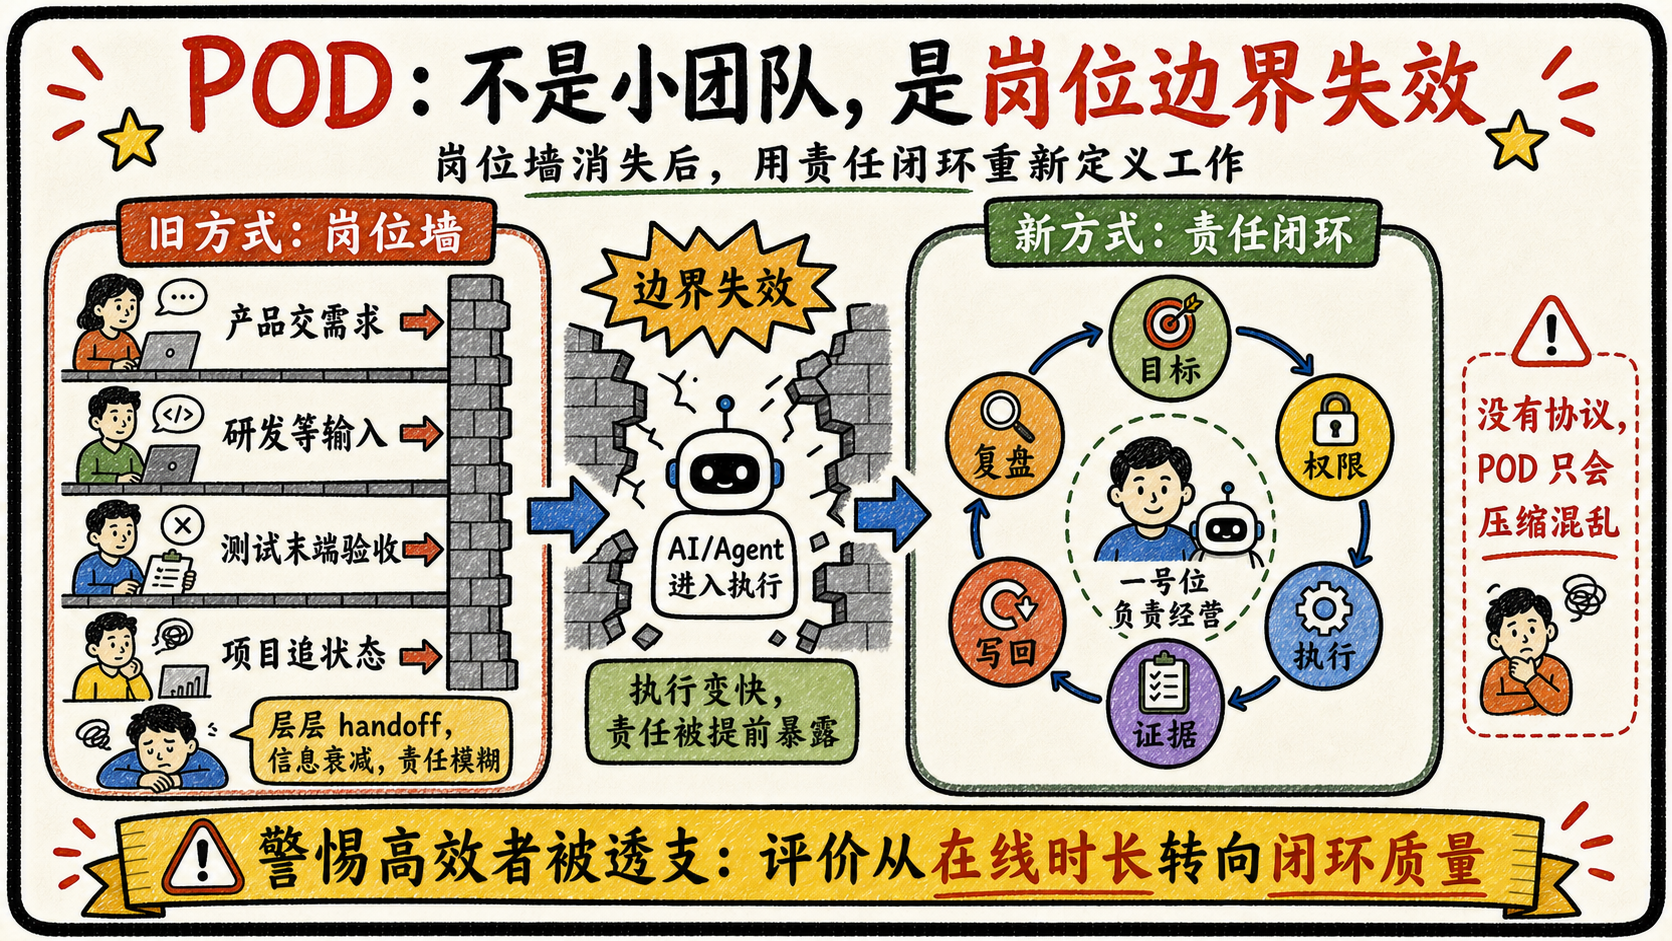 POD：不是小团队，是岗位边界失效
岗位墙消失后，用责任闭环重新定义工作
旧方式：岗位墙
产品交需求
</>
研发等输入
测试末端验收
项目追状态
层层 handoff，
信息衰减，责任模糊
边界失效
AI/Agent
进入执行
执行变快，
责任被提前暴露
新方式：责任闭环
目标
权限
执行
证据
写回
复盘
一号位
负责经营
没有协议，
POD 只会
压缩混乱
警惕高效者被透支：评价从在线时长转向闭环质量